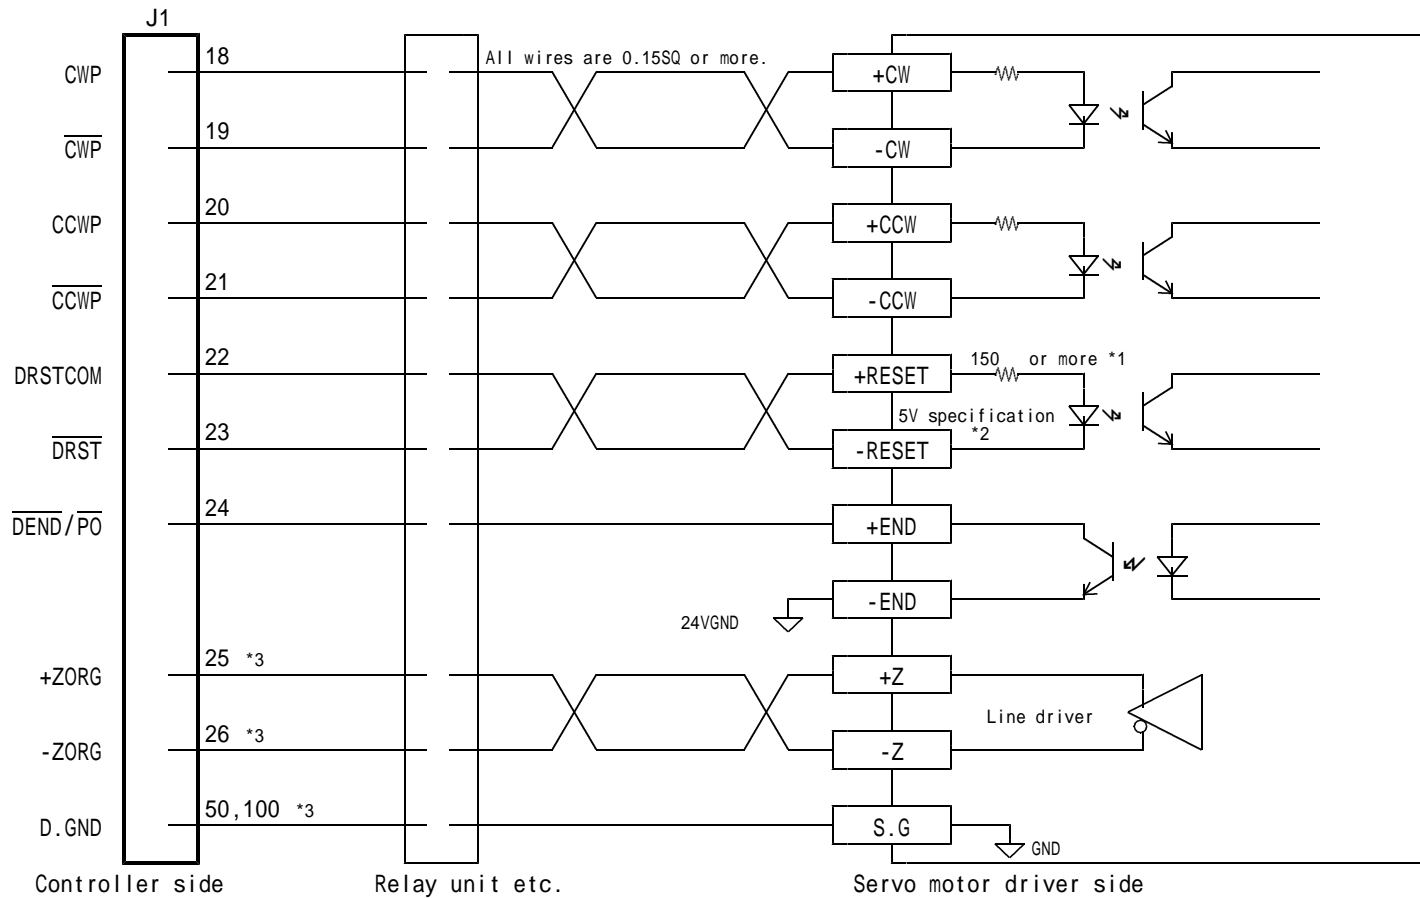 J1
18
All wires are 0.15SQ or more.
CWP
+CW
19
CWP
-CW
20
CCWP
+CCW
21
CCWP
-CCW
22
150 or more *1
DRSTCOM
+RESET
5V specification
*2
23
DRST
-RESET
24
DEND/PO
+END
-END
24VGND
25 *3
+ZORG
+Z
Line driver
26 *3
-ZORG
-Z
50,100 *3
D.GND
S.G
GND
Controller side
Relay unit etc.
Servo motor driver side